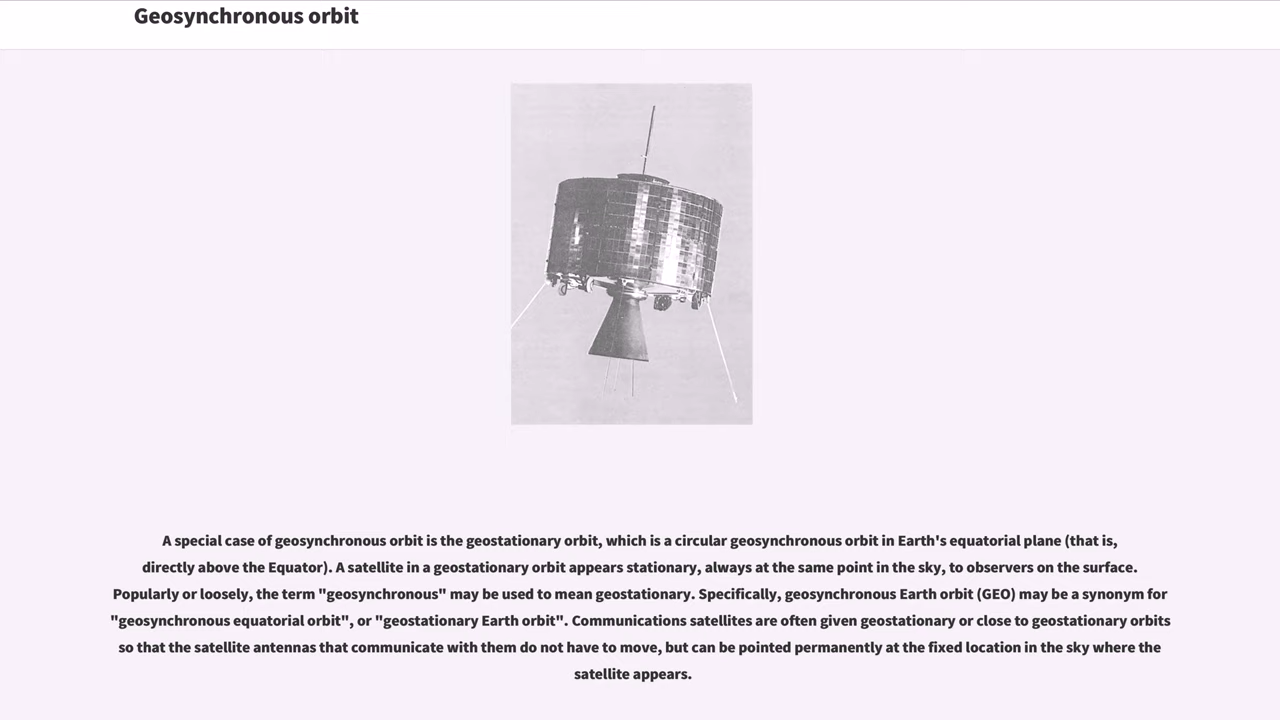 Geosynchronous orbit
A special case of geosynchronous orbit is the geostationary orbit, which is a circular geosynchronous orbit in Earth's equatorial plane (that is,
directly above the Equator). A satellite in a geostationary orbit appears stationary, always at the same point in the sky, to observers on the surface.
Popularly or loosely, the term "geosynchronous" may be used to mean geostationary. Specifically, geosynchronous Earth orbit (GEO) may be a synonym for
"geosynchronous equatorial orbit", or "geostationary Earth orbit". Communications satellites are often given geostationary or close to geostationary orbits
so that the satellite antennas that communicate with them do not have to move, but can be pointed permanently at the fixed location in the sky where the
satellite appears.